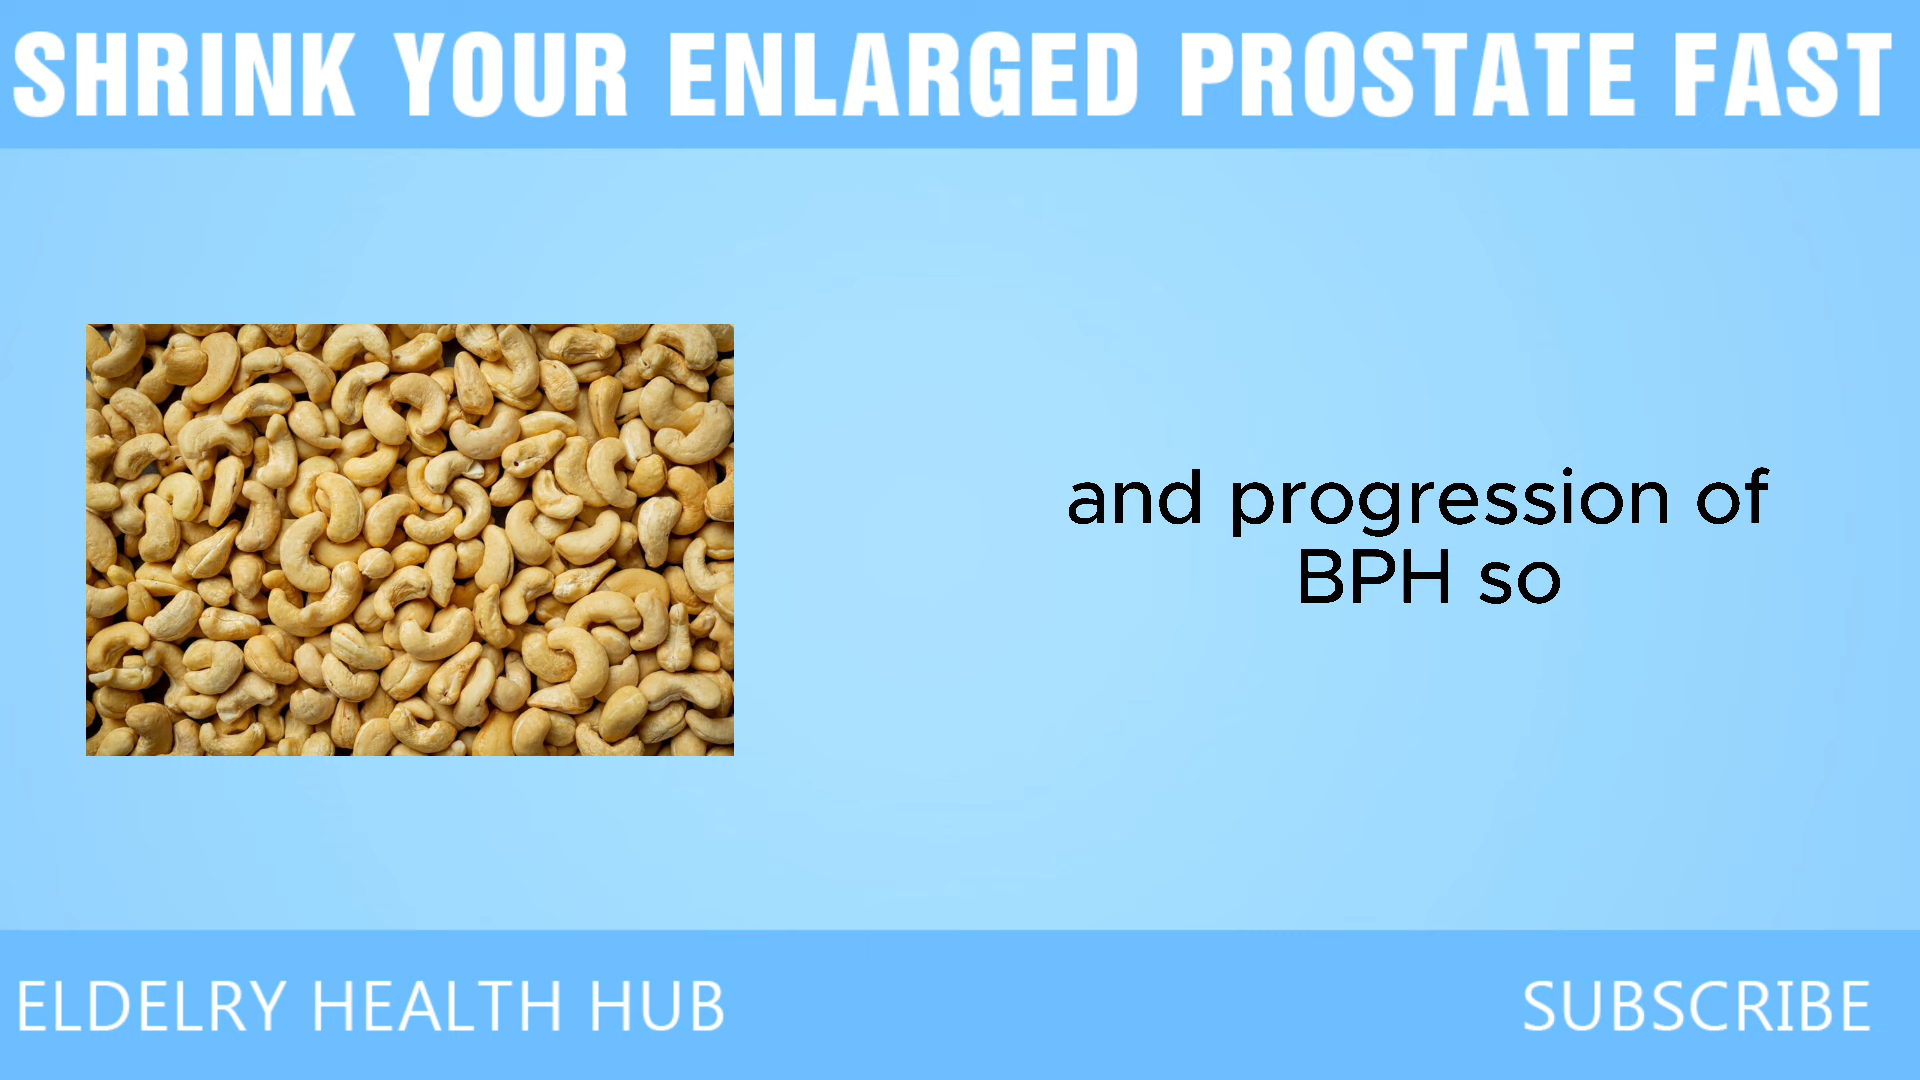 SHRINK YOUR ENLARGED PROSTATE FAST
and progression of
BPH so
ELDELRY HEALTH HUB
SUBSCRIBE